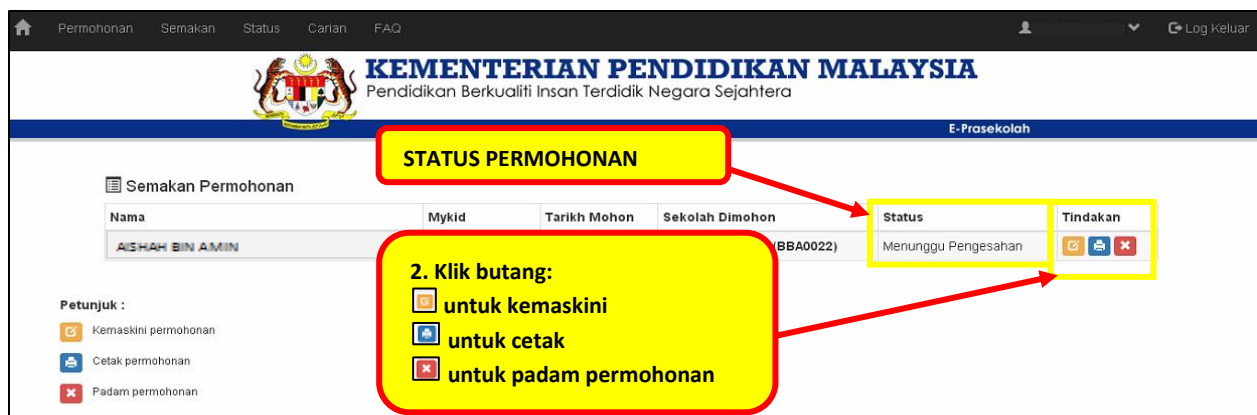 Permohonan Semakan Status Carian FAQ Log Keluar
KEMENTERIAN PENDIDIKAN MALAYSIA
Pendidikan Berkualiti Insan Terdidik Negara Sejahtera
E-Prasekolah
STATUS PERMOHONAN
Semakan Permohonan
Nama Mykid Tarikh Mohon Sekolah Dimohon Status Tindakan
AISHAH BIN AMIN (BBA0022) Menunggu Pengesahan
2. Klik butang:
untuk kemaskini
untuk cetak
untuk padam permohonan
Petunjuk :
Kemaskini permohonan
Cetak permohonan
Padam permohonan